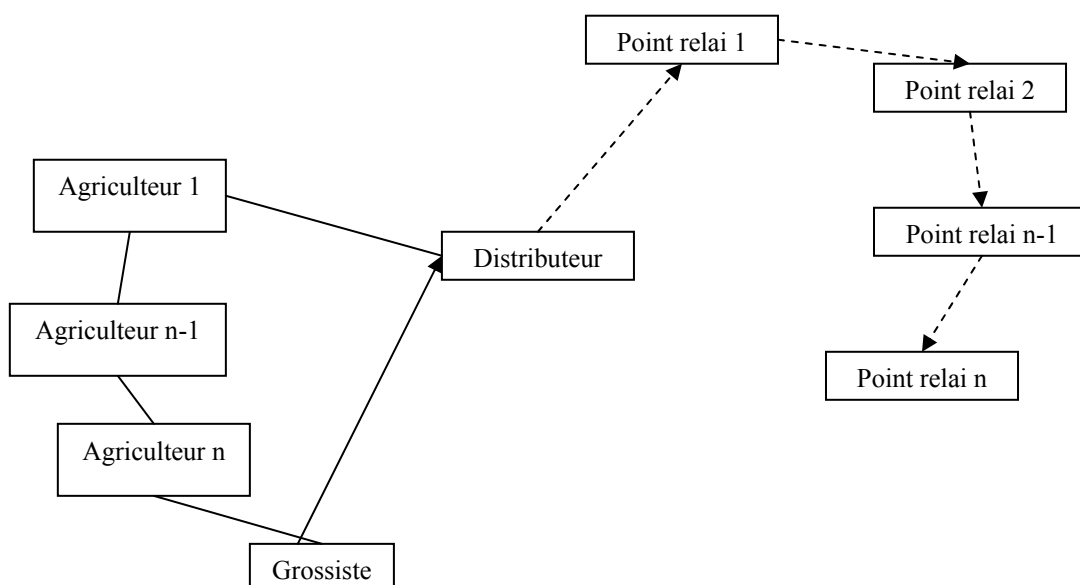 Point relai 1
Point relai 2
Agriculteur 1
Point relai n-1
Distributeur
Agriculteur n-1
Point relai n
Agriculteur n
Grossiste